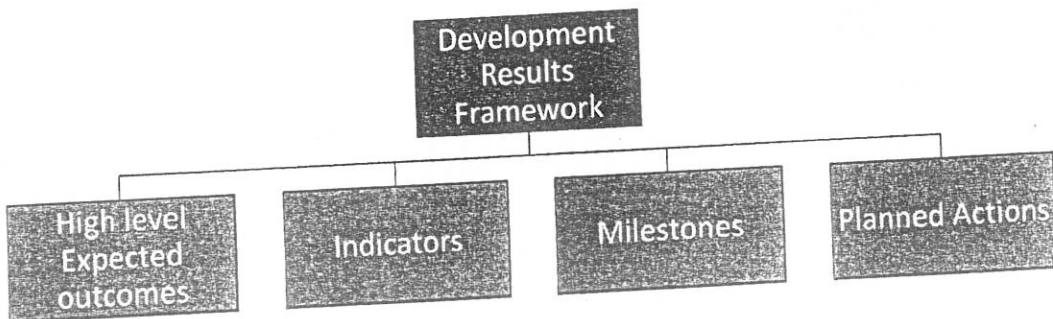 Development
Results
Framework
High level
Expected
outcomes
Indicators
Milestones
Planned Actions